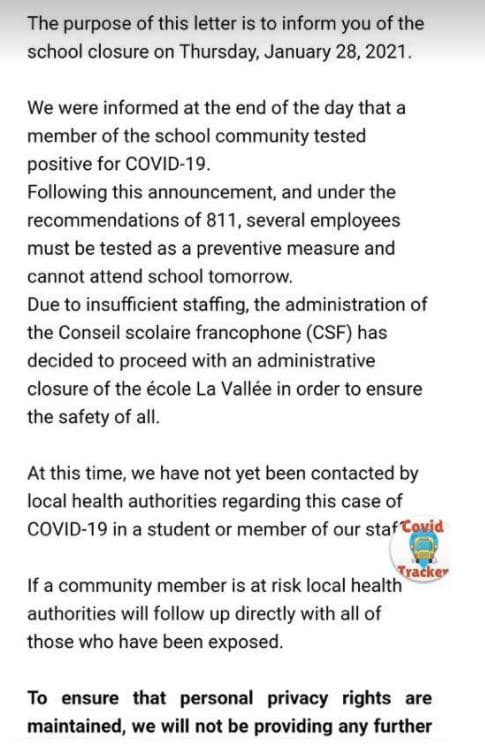 The purpose of this letter is to inform you of the
school closure on Thursday, January 28, 2021.
We were informed at the end of the day that a
member of the school community tested
positive for COVID-19.
Following this announcement, and under the
recommendations of 811, several employees
must be tested as a preventive measure and
cannot attend school tomorrow.
Due to insufficient staffing, the administration of
the Conseil scolaire francophone (CSF) has
decided to proceed with an administrative
closure of the école La Vallée in order to ensure
the safety of all.
At this time, we have not yet been contacted by
local health authorities regarding this case of
COVID-19 in a student or member of our staf
Covid
Tracker
If a community member is at risk local health
authorities will follow up directly with all of
those who have been exposed.
To ensure that personal privacy rights are
maintained, we will not be providing any further